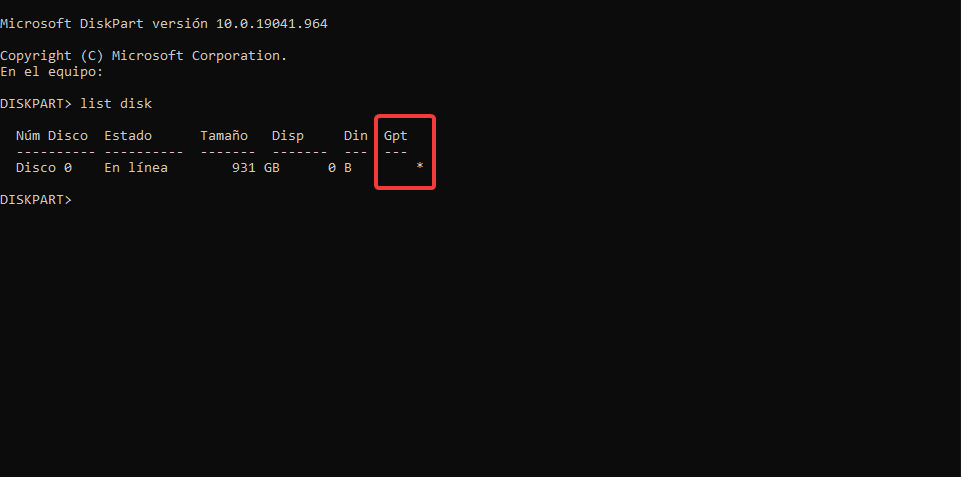 Microsoft DiskPart versión 10.0.19041.964
Copyright (C) Microsoft Corporation.
En el equipo:
DISKPART> list disk
Núm Disco  Estado      Tamaño   Disp     Din  Gpt
---------- ----------  -------  -------  ---  ---
Disco 0    En línea        931 GB      0 B        *
DISKPART>